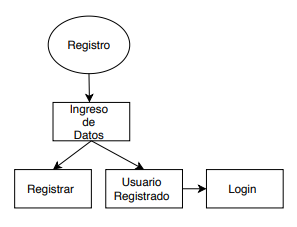 Registro
Ingreso
de
Datos
Registrar
Usuario
Registrado
Login